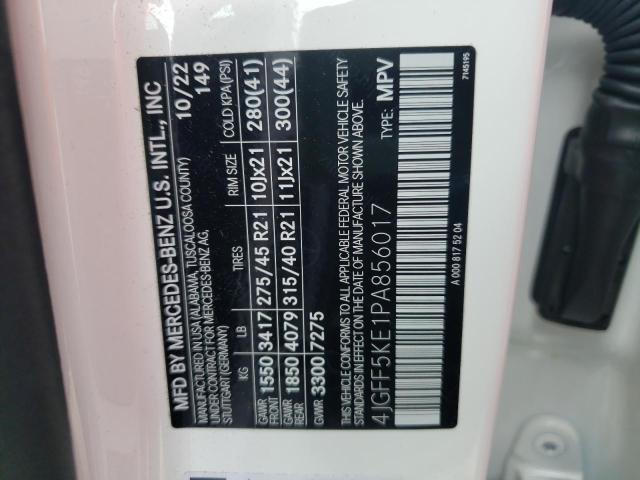 MFD BY MERCEDES-BENZ U.S. INTL., INC
MANUFACTURED IN USA (ALABAMA, TUSCALOOSA COUNTY) 10/22
UNDER CONTRACT FOR MERCEDES-BENZ AG, 149
STUTTGART (GERMANY)
KG LB TIRES RIM SIZE COLD KPA (PSI)
GAWR FRONT 1550 3417 275/45 R21 10Jx21 280(41)
GAWR REAR 1850 4079 315/40 R21 11Jx21 300(44)
GVWR 3300 7275
THIS VEHICLE CONFORMS TO ALL APPLICABLE FEDERAL MOTOR VEHICLE SAFETY
STANDARDS IN EFFECT ON THE DATE OF MANUFACTURE SHOWN ABOVE.
TYPE: MPV
4JGFF5KE1PA856017
A 000 817 52 04
7145195